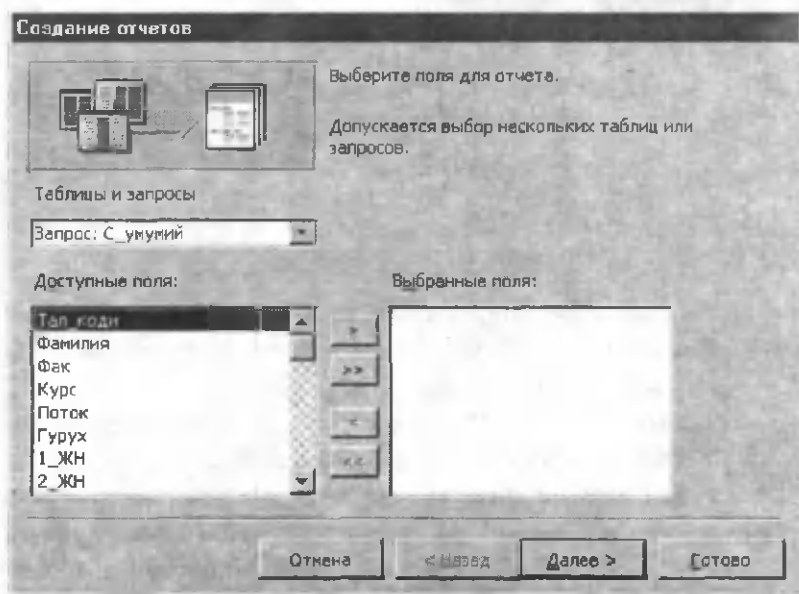 Создание отчетов
Выберите поля для отчета.
Допускается выбор нескольких таблиц или
запросов.
Таблицы и запросы
Запрос: С_умумий
Доступные поля:
Выбранные поля:
Тал_коди
Фамилия
Фак
Курс
Поток
Гурух
1_ЖН
2_ЖН
>
>>
<
<<
Отмена
< Назад
Далее >
Готово